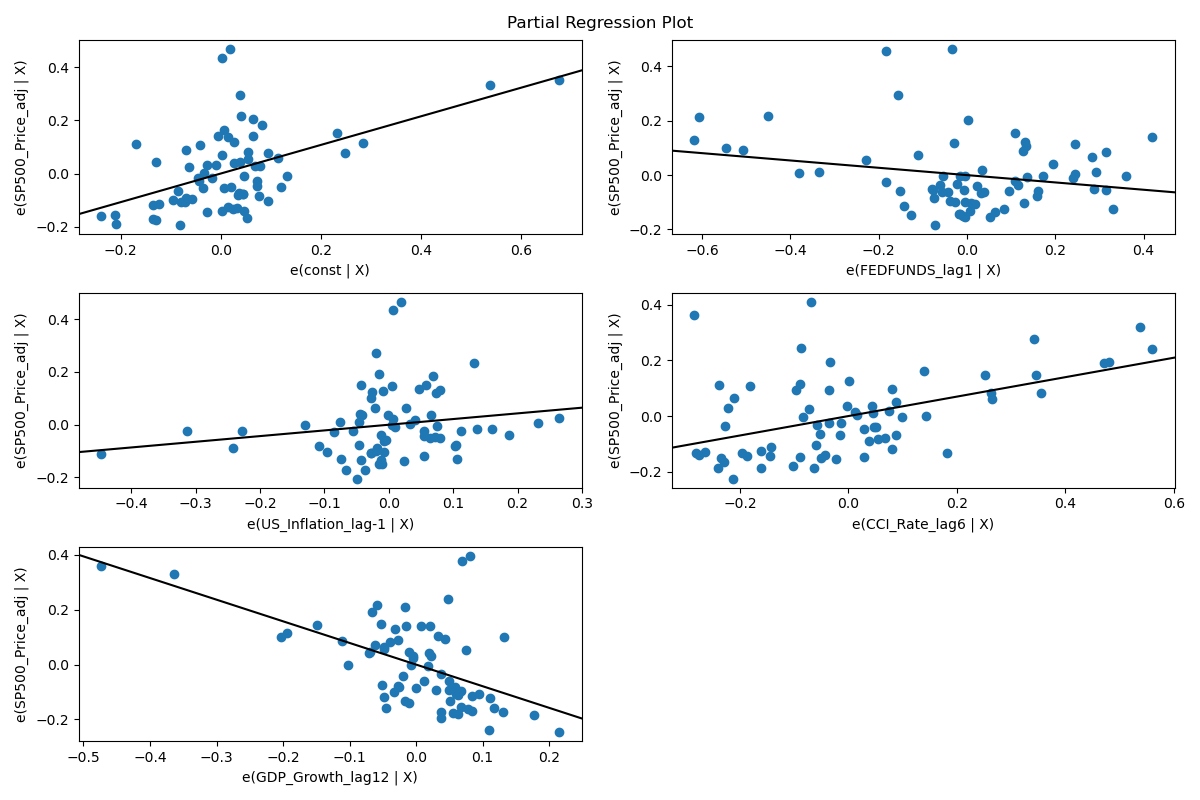 Partial Regression Plot
e(SP500_Price_adj | X)
0.4
0.2
0.0
−0.2
−0.2 0.0 0.2 0.4 0.6
e(const | X)
e(SP500_Price_adj | X)
0.4
0.2
0.0
−0.2
−0.6 −0.4 −0.2 0.0 0.2 0.4
e(FEDFUNDS_lag1 | X)
e(SP500_Price_adj | X)
0.4
0.2
0.0
−0.2
−0.4 −0.3 −0.2 −0.1 0.0 0.1 0.2 0.3
e(US_Inflation_lag-1 | X)
e(SP500_Price_adj | X)
0.4
0.2
0.0
−0.2
−0.2 0.0 0.2 0.4 0.6
e(CCI_Rate_lag6 | X)
e(SP500_Price_adj | X)
0.4
0.2
0.0
−0.2
−0.5 −0.4 −0.3 −0.2 −0.1 0.0 0.1 0.2
e(GDP_Growth_lag12 | X)